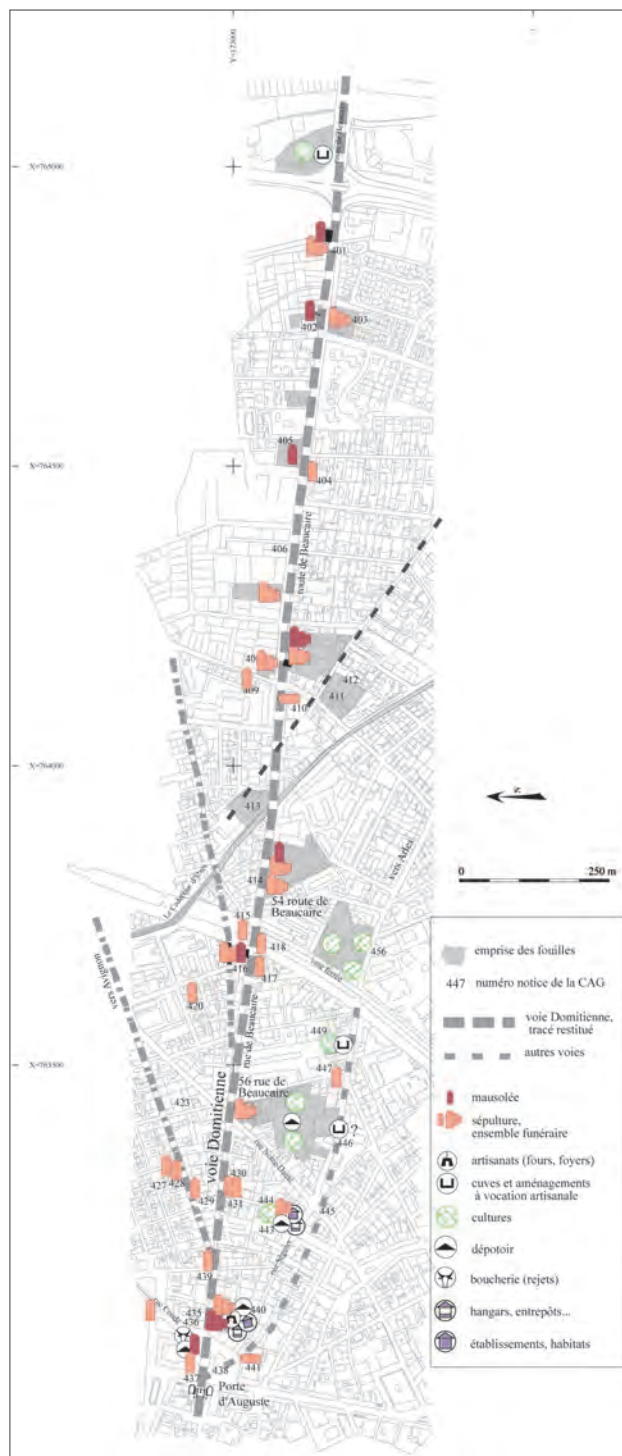 Y=123000
X=765000
401
402
403
405
X=764500
404
406
route de Beaucaire
412
411
409
410
X=764000
N
413
0 250 m
vers Arles
414
54 route de
Beaucaire
415
418
416
417
456
voie ferrée
vers Avignon
420
rue de Beaucaire
449
X=763500
447
56 rue de
Beaucaire
423
voie Domitienne
446
?
427
428
429
430
431
444
443
445
439
435
436
440
437
438
441
Porte
d'Auguste
emprise des fouilles
447 numéro notice de la CAG
voie Domitienne,
tracé restitué
autres voies
mausolée
sépulture,
ensemble funéraire
artisanats (fours, foyers)
cuves et aménagements
à vocation artisanale
cultures
dépotoir
boucherie (rejets)
hangars, entrepôts...
établissements, habitats